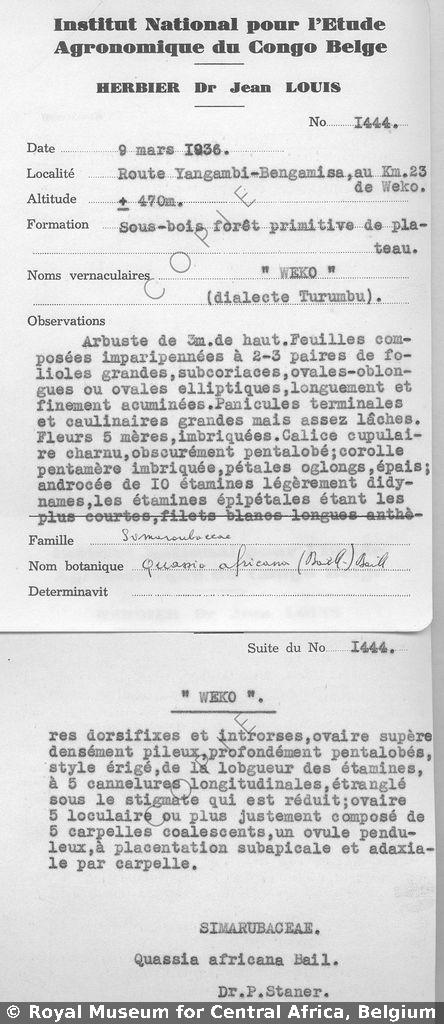 Institut National pour l'Etude
Agronomique du Congo Belge
HERBIER Dr Jean LOUIS
No 1444.
Date 9 mars 1936.
Localité Route Yangambi-Bengamisa,au Km.23
de Weko.
Altitude + 470m.
Formation Sous-bois forêt primitive de pla-
teau.
Noms vernaculaires " WEKO "
(dialecte Turumbu).
COPIE
Observations
Arbuste de 3m.de haut.Feuilles com-
posées imparipennées à 2-3 paires de fo-
lioles grandes,subcoriaces,ovales-oblon-
gues ou ovales elliptiques,longuement et
finement acuminées.Panicules terminales
et caulinaires grandes mais assez lâches.
Fleurs 5 mères,imbriquées.Calice cupulai-
re charnu,obscurément pentalobé;corolle
pentamère imbriquée,pétales oglongs,épais;
androcée de 10 étamines légèrement didy-
names,les étamines épipétales étant les
plus courtes,filets blancs longues anthè-
Famille Simaroubaceae
Nom botanique Quassia africana (Baill.) Baill
Determinavit
Suite du No 1444.
" WEKO ".
COPIE
res dorsifixes et introrses,ovaire supère
densément pileux,profondément pentalobés,
style érigé,de la lobgueur des étamines,
à 5 cannelures longitudinales,étranglé
sous le stigmate qui est réduit;ovaire
5 loculaire ou plus justement composé de
5 carpelles coalescents,un ovule pendu-
leux,à placentation subapicale et adaxia-
le par carpelle.
SIMARUBACEAE.
Quassia africana Bail.
Dr.P.Staner.
© Royal Museum for Central Africa, Belgium